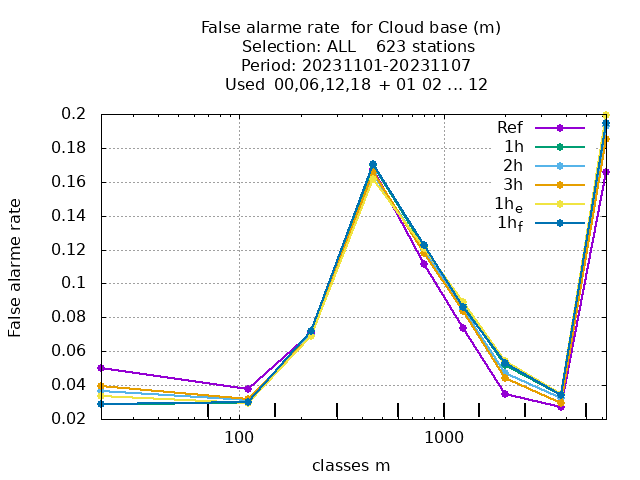 False alarme rate  for Cloud base (m)
Selection: ALL    623 stations
Period: 20231101-20231107
Used  00,06,12,18 + 01 02 ... 12
Ref
1h
2h
3h
1he
1hf
0.2
0.18
0.16
0.14
0.12
0.1
0.08
0.06
0.04
0.02
False alarme rate
100
1000
classes m